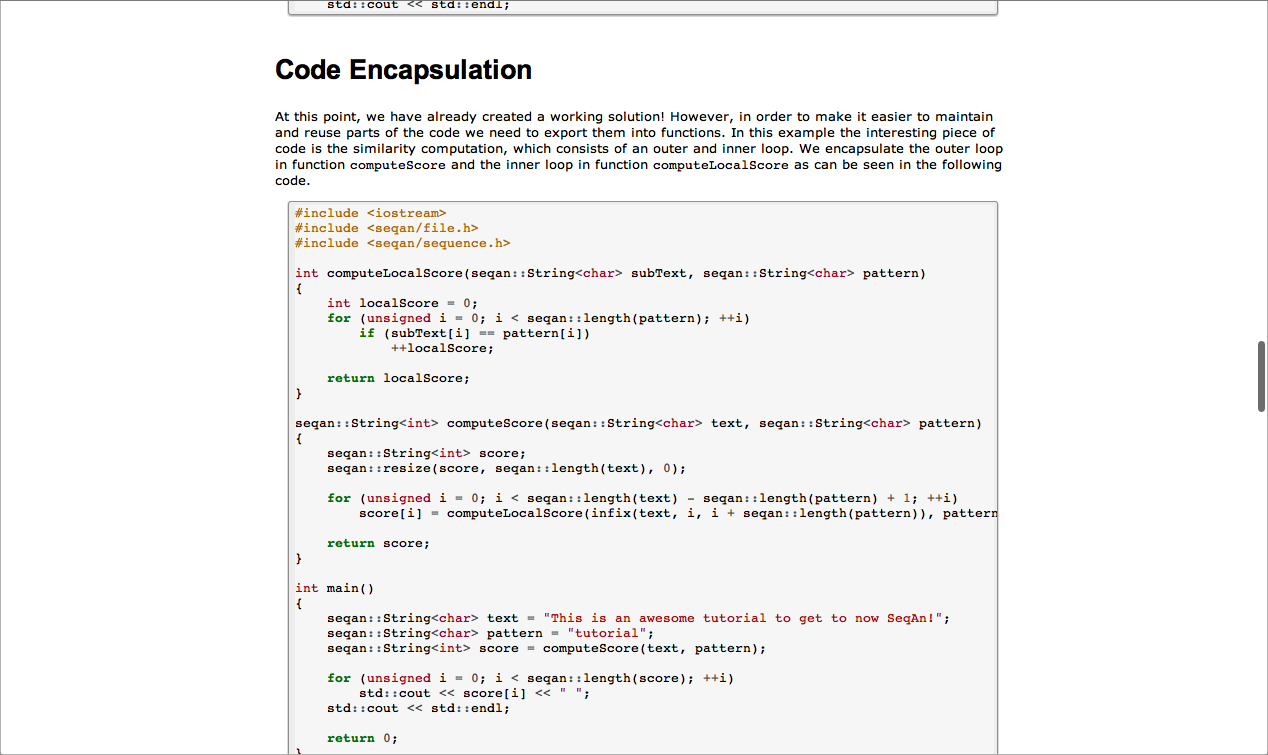 std::cout << std::endl;
Code Encapsulation
At this point, we have already created a working solution! However, in order to make it easier to maintain
and reuse parts of the code we need to export them into functions. In this example the interesting piece of
code is the similarity computation, which consists of an outer and inner loop. We encapsulate the outer loop
in function computeScore and the inner loop in function computeLocalScore as can be seen in the following
code.
#include <iostream>
#include <seqan/file.h>
#include <seqan/sequence.h>
int computeLocalScore(seqan::String<char> subText, seqan::String<char> pattern)
{
    int localScore = 0;
    for (unsigned i = 0; i < seqan::length(pattern); ++i)
        if (subText[i] == pattern[i])
            ++localScore;
    return localScore;
}
seqan::String<int> computeScore(seqan::String<char> text, seqan::String<char> pattern)
{
    seqan::String<int> score;
    seqan::resize(score, seqan::length(text), 0);
    for (unsigned i = 0; i < seqan::length(text) - seqan::length(pattern) + 1; ++i)
        score[i] = computeLocalScore(infix(text, i, i + seqan::length(pattern)), pattern
    return score;
}
int main()
{
    seqan::String<char> text = "This is an awesome tutorial to get to now SeqAn!";
    seqan::String<char> pattern = "tutorial";
    seqan::String<int> score = computeScore(text, pattern);
    for (unsigned i = 0; i < seqan::length(score); ++i)
        std::cout << score[i] << " ";
    std::cout << std::endl;
    return 0;
}